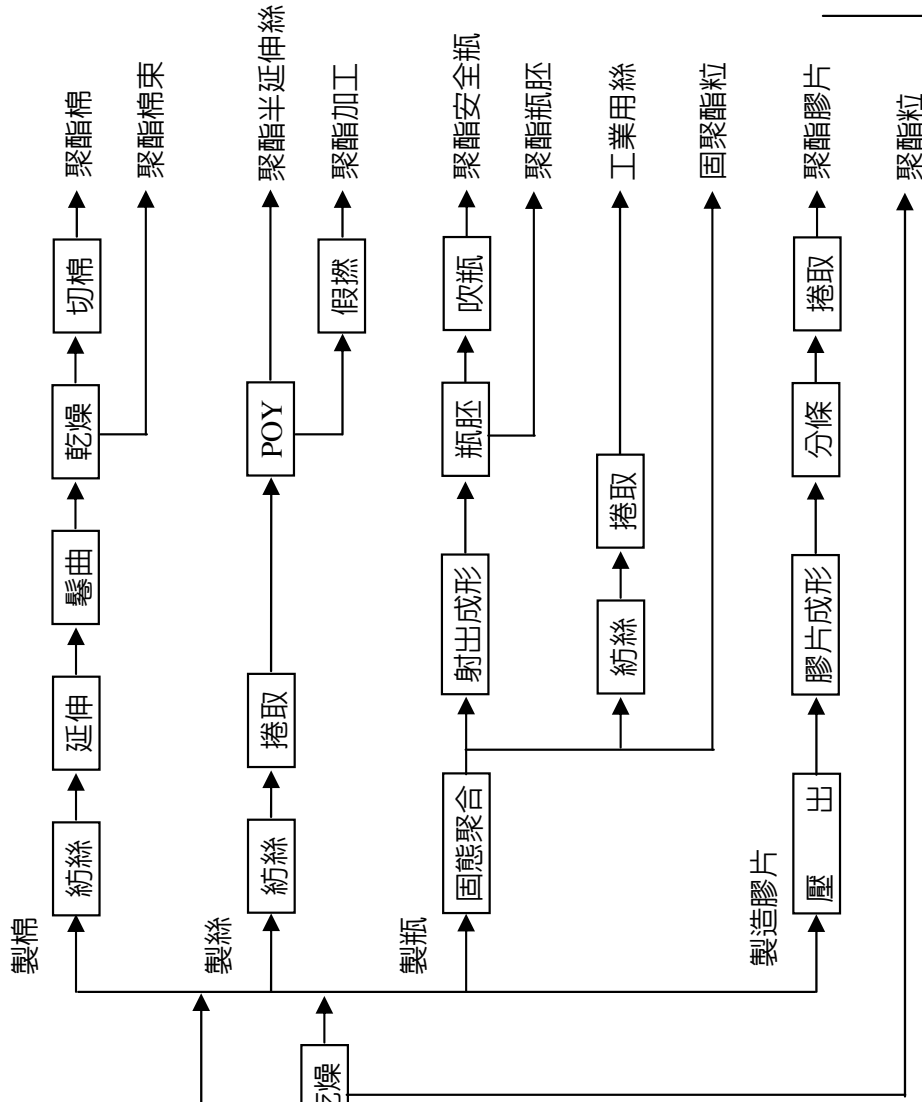 製棉
紡絲
延伸
鬈曲
乾燥
切棉
聚酯棉
聚酯棉束
製絲
紡絲
捲取
POY
聚酯半延伸絲
假撚
聚酯加工
製瓶
固態聚合
射出成形
瓶胚
吹瓶
聚酯安全瓶
聚酯瓶胚
紡絲
捲取
工業用絲
固聚酯粒
製造膠片
壓 出
膠片成形
分條
捲取
聚酯膠片
乾燥
聚酯粒